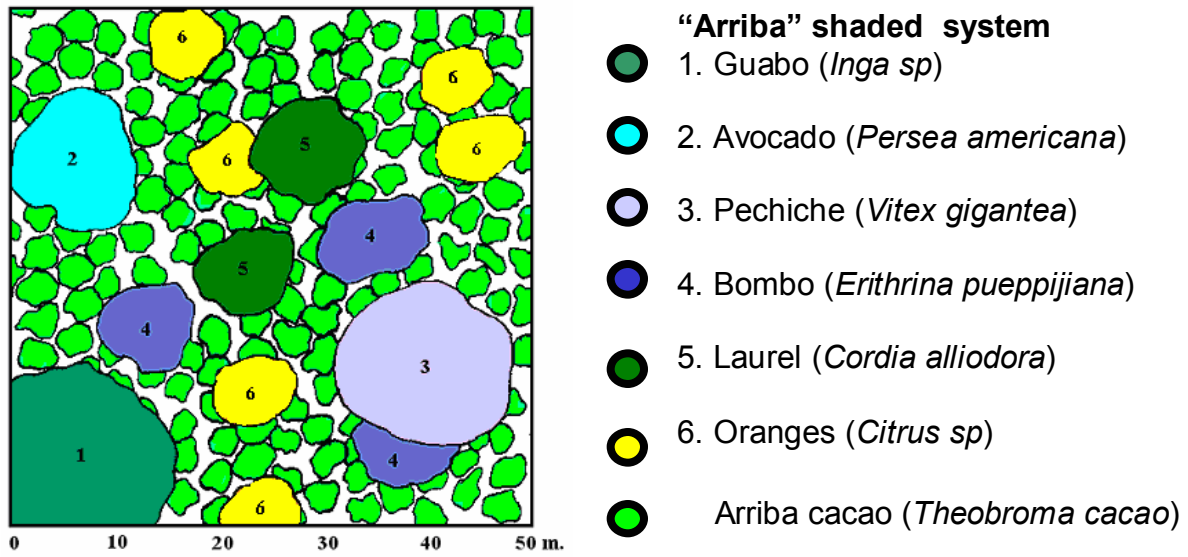 “Arriba” shaded system
1. Guabo (Inga sp)
2. Avocado (Persea americana)
3. Pechiche (Vitex gigantea)
4. Bombo (Erithrina pueppijiana)
5. Laurel (Cordia alliodora)
6. Oranges (Citrus sp)
Arriba cacao (Theobroma cacao)
6
6
2
6
5
6
4
5
4
3
6
1
4
6
0 10 20 30 40 50 m.